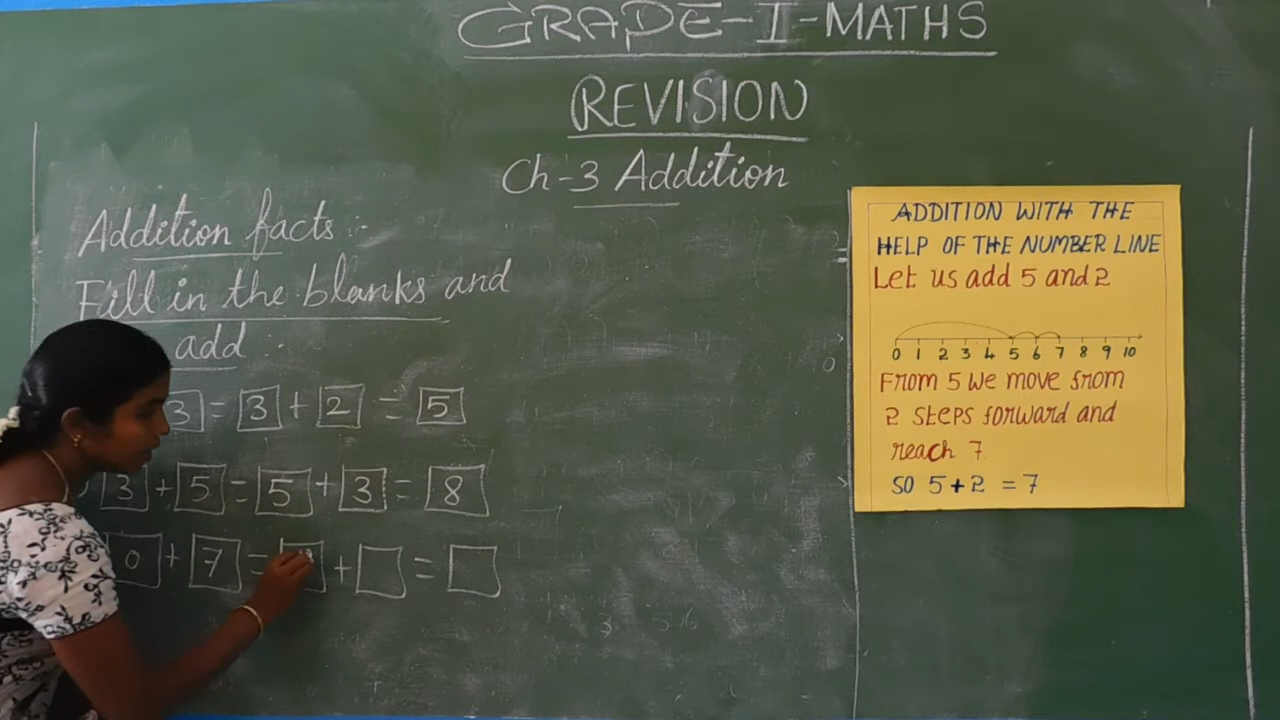 GRADE-I-MATHS
REVISION
Ch-3 Addition
Addition facts:
Fill in the blanks and
add:
3 = 3 + 2 = 5
3 + 5 = 5 + 3 = 8
0 + 7 = + =
ADDITION WITH THE
HELP OF THE NUMBER LINE
Let us add 5 and 2
0 1 2 3 4 5 6 7 8 9 10
From 5 we move from
2 steps forward and
reach 7.
SO 5+2 = 7